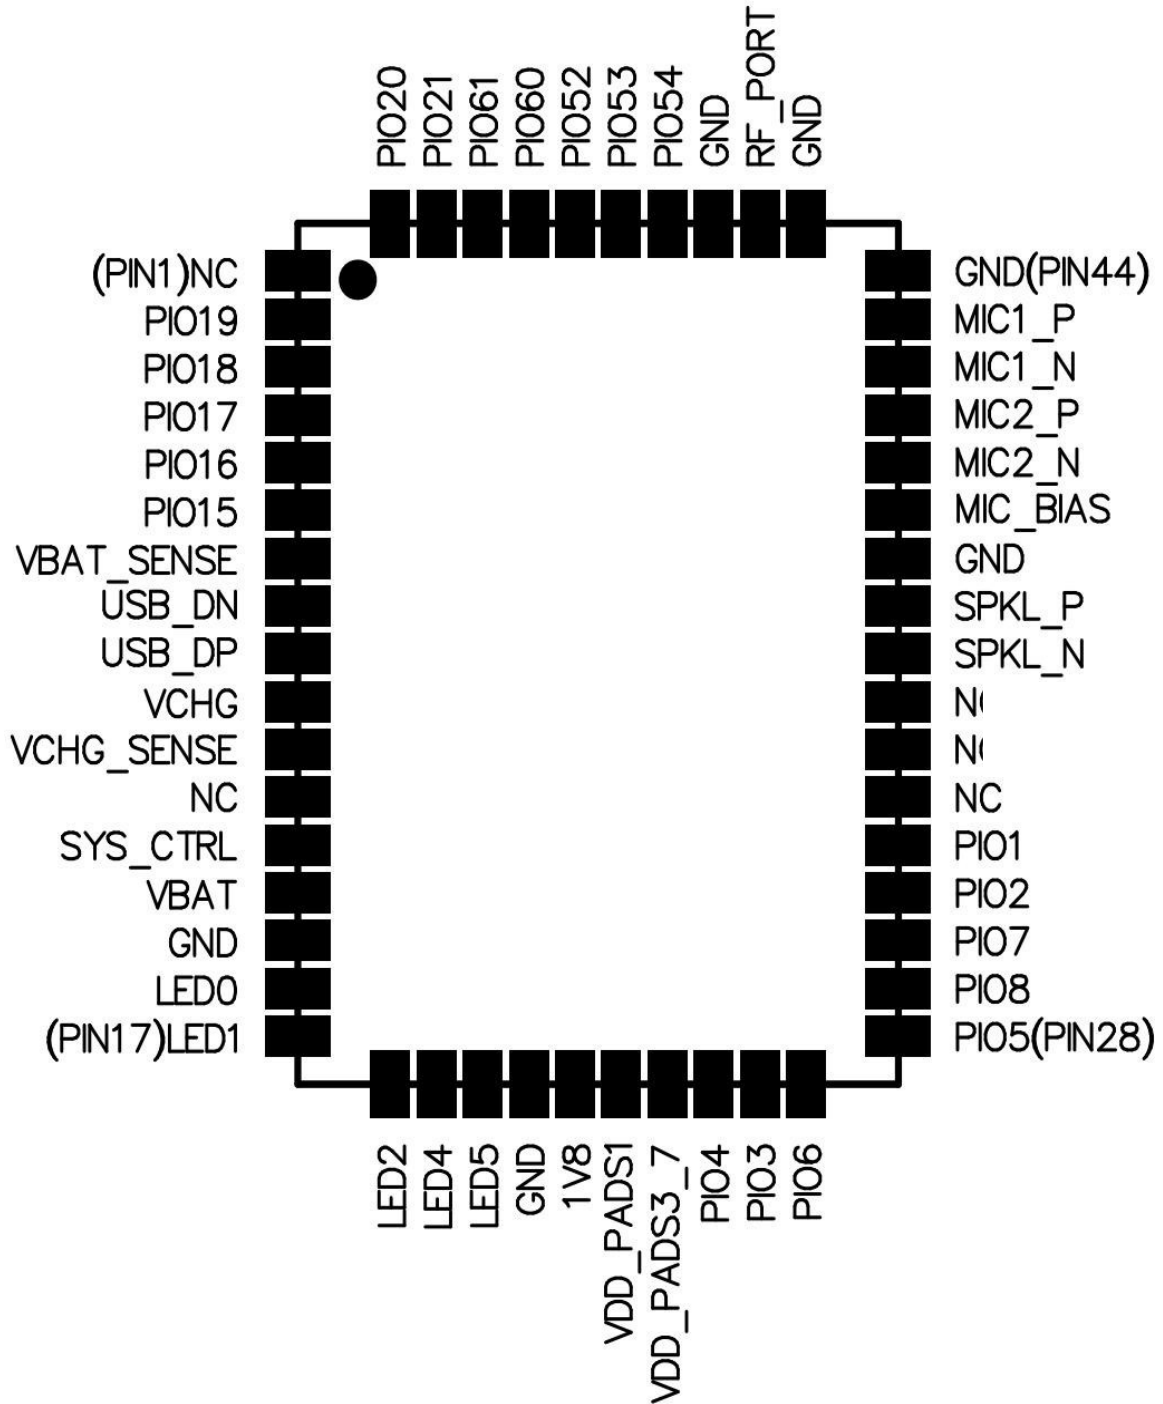 PIO20
PIO21
PIO61
PIO60
PIO52
PIO53
PIO54
GND
RF_PORT
GND
(PIN1)NC
PIO19
PIO18
PIO17
PIO16
PIO15
VBAT_SENSE
USB_DN
USB_DP
VCHG
VCHG_SENSE
NC
SYS_CTRL
VBAT
GND
LED0
(PIN17)LED1
GND(PIN44)
MIC1_P
MIC1_N
MIC2_P
MIC2_N
MIC_BIAS
GND
SPKL_P
SPKL_N
NC
PIO1
PIO2
PIO7
PIO8
PIO5(PIN28)
LED2
LED4
LED5
GND
1V8
VDD_PADS1
VDD_PADS3_7
PIO4
PIO3
PIO6